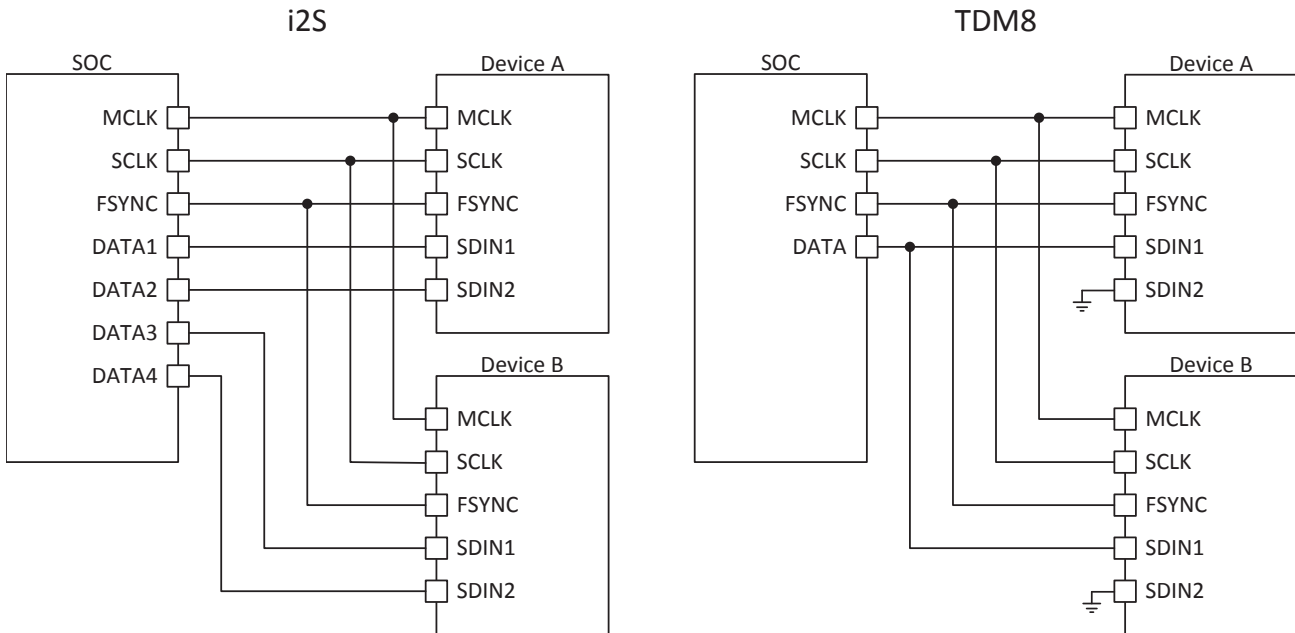 i2S
SOC
MCLK
SCLK
FSYNC
DATA1
DATA2
DATA3
DATA4
Device A
MCLK
SCLK
FSYNC
SDIN1
SDIN2
Device B
MCLK
SCLK
FSYNC
SDIN1
SDIN2
TDM8
SOC
MCLK
SCLK
FSYNC
DATA
Device A
MCLK
SCLK
FSYNC
SDIN1
SDIN2
Device B
MCLK
SCLK
FSYNC
SDIN1
SDIN2